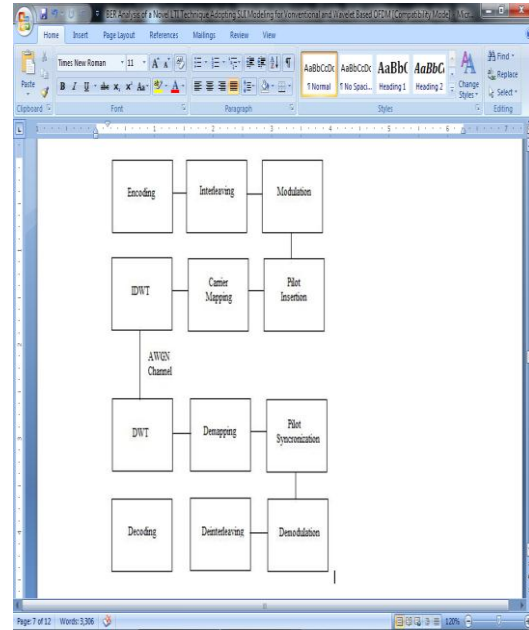 BER Analysis of a Novel LTI Technique Adopting SUI Modeling for Vonventional and Wavelet Based OFDM [Compatibility Mode]
Home Insert Page Layout References Mailings Review View
Paste
Times New Roman 11
AaBbCcDc AaBbCcDc AaBbC AaBbC
¶ Normal ¶ No Spaci... Heading 1 Heading 2
Change Styles
Find
Replace
Select
Clipboard Font Paragraph Styles Editing
Encoding Interleaving Modulation
IDWT
Carrier Mapping
Pilot Insertion
AWGN
Channel
DWT
Demapping
Pilot Syncronization
Decoding Deinterleaving Demodulation
Page: 7 of 12 Words: 3,306 120%